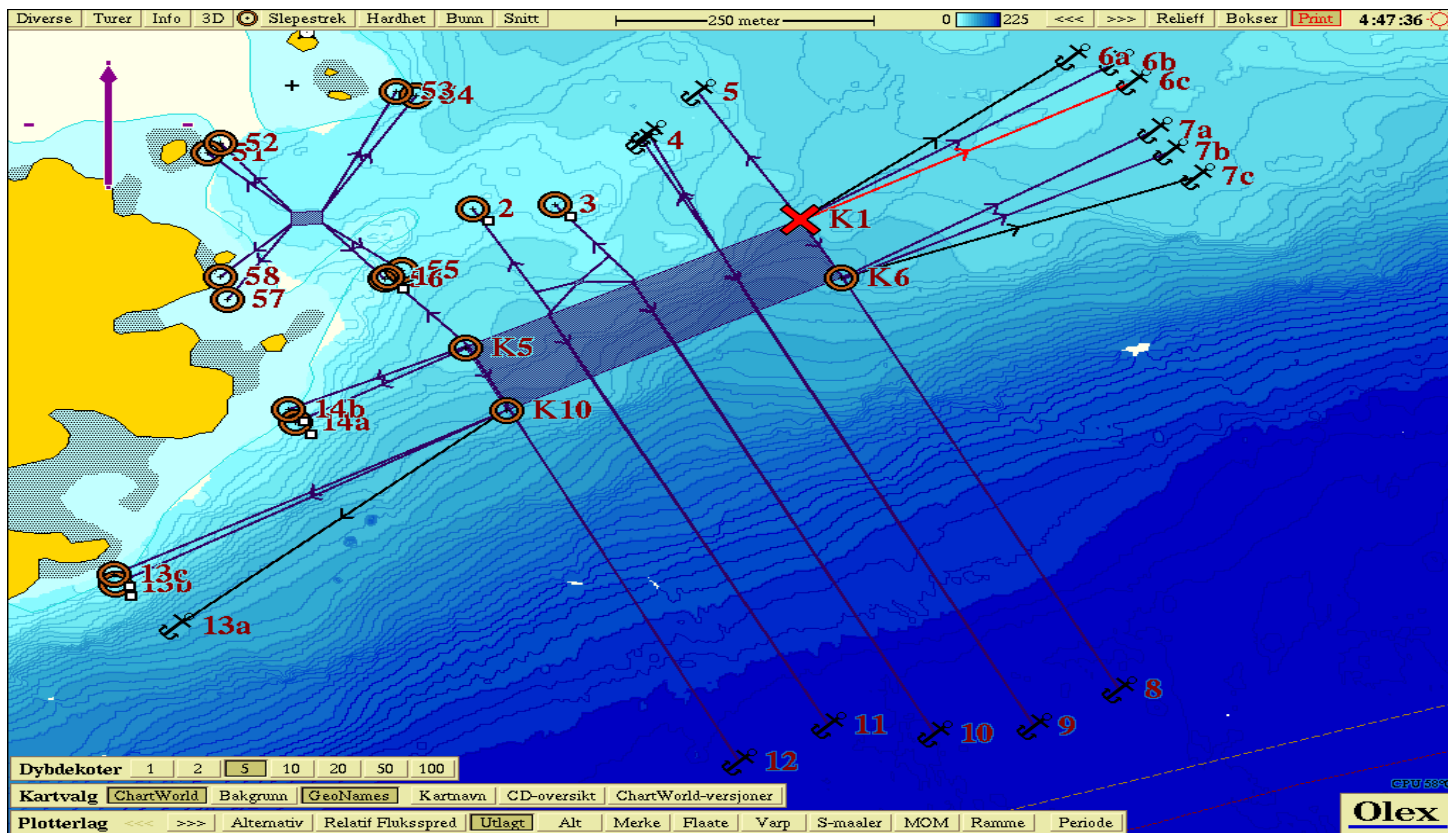 Diverse Turer Info 3D Slepestrek Hardhet Bunn Snitt 250 meter 0 225 <<< >>> Relieff Bokser Print 4:47:36
6a 6b
6c
5
53 54
4
7a
7b
7c
52
51
2 3
K1
K6
58 55
57 16
K5
14b
14a
K10
13c
13b
13a
8
11 10 9
12
Dybdekoter 1 2 5 10 20 50 100
GPU 58°C
Kartvalg ChartWorld Bakgrunn GeoNames Kartnavn CD-oversikt ChartWorld-versjoner
Olex
Plotterlag <<< >>> Alternativ Relatif Fluksspred Utlagt Alt Merke Flaate Varp S-maaler MOM Ramme Periode